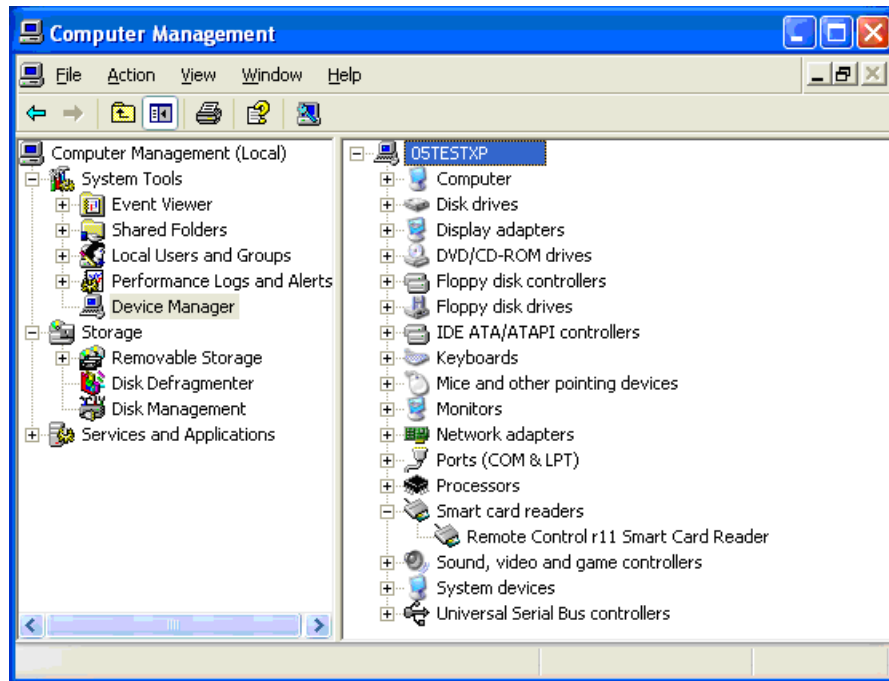 Computer Management
File Action View Window Help
Computer Management (Local)
System Tools
Event Viewer
Shared Folders
Local Users and Groups
Performance Logs and Alerts
Device Manager
Storage
Removable Storage
Disk Defragmenter
Disk Management
Services and Applications
05TESTXP
Computer
Disk drives
Display adapters
DVD/CD-ROM drives
Floppy disk controllers
Floppy disk drives
IDE ATA/ATAPI controllers
Keyboards
Mice and other pointing devices
Monitors
Network adapters
Ports (COM & LPT)
Processors
Smart card readers
Remote Control r11 Smart Card Reader
Sound, video and game controllers
System devices
Universal Serial Bus controllers